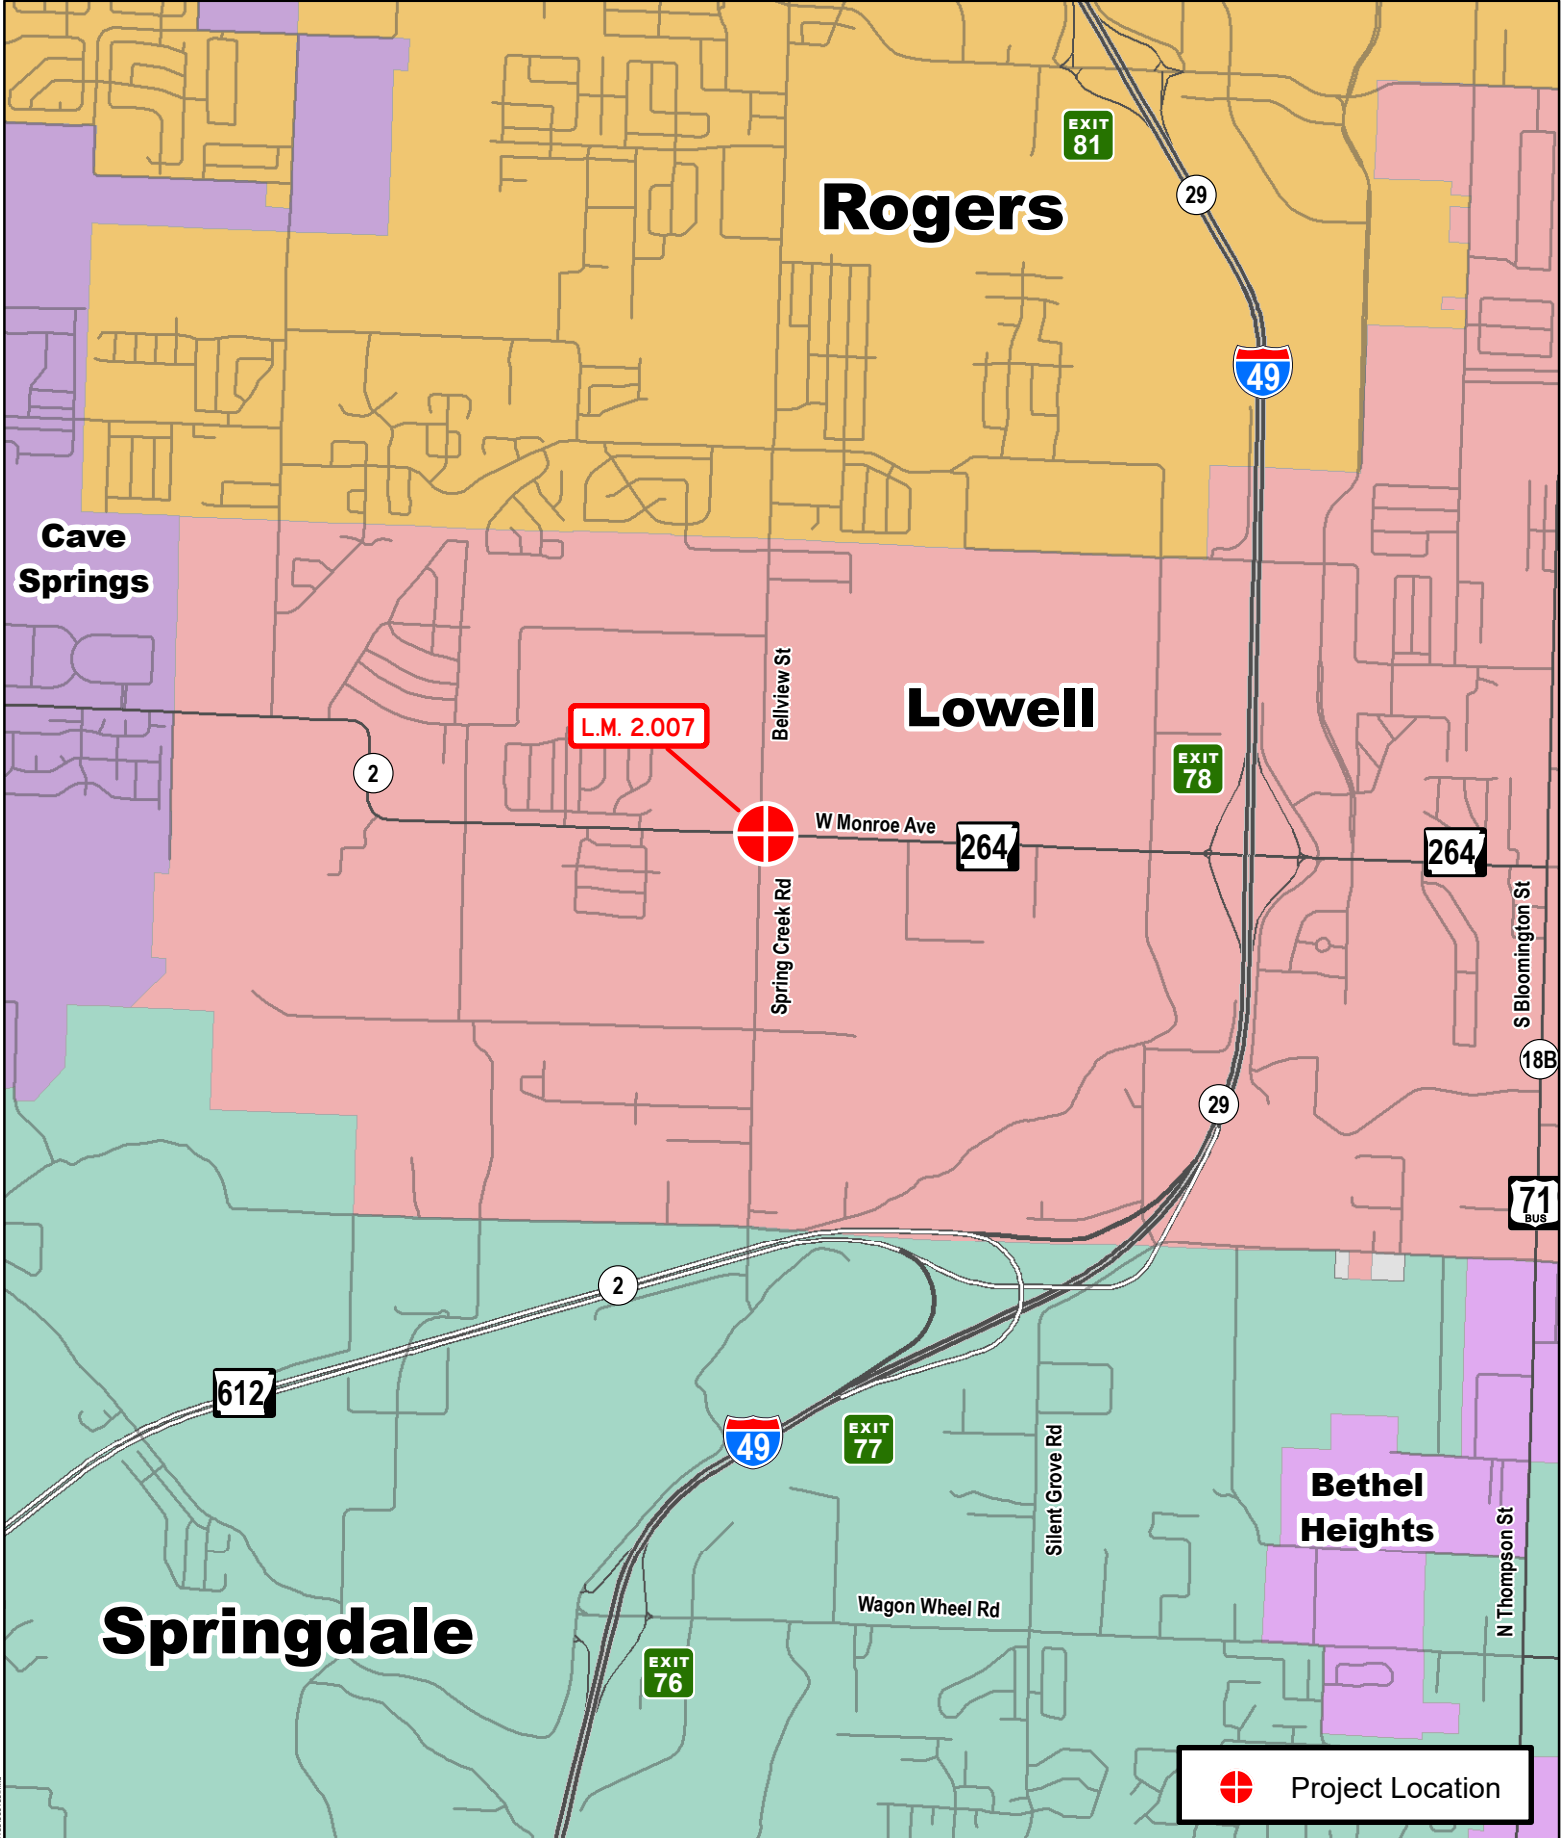 EXIT
81
Rogers
29
49
Cave
Springs
Bellview St
Lowell
L.M. 2.007
EXIT
78
2
W Monroe Ave
264
264
Spring Creek Rd
S Bloomington St
18B
29
71
BUS
2
612
49
EXIT
77
Silent Grove Rd
Bethel
Heights
N Thompson St
Wagon Wheel Rd
Springdale
EXIT
76
Project Location